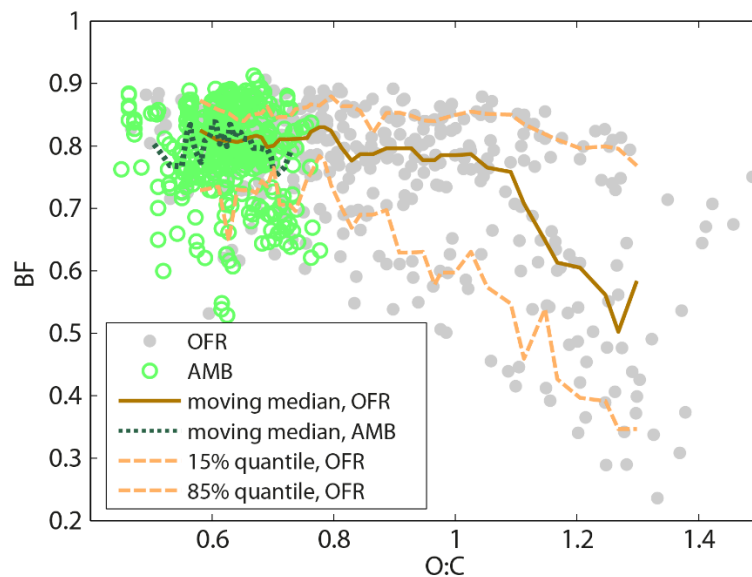 1
0.9
0.8
0.7
0.6
0.5
0.4
0.3
0.2
BF
OFR
AMB
moving median, OFR
moving median, AMB
15% quantile, OFR
85% quantile, OFR
0.6 0.8 1 1.2 1.4
O:C